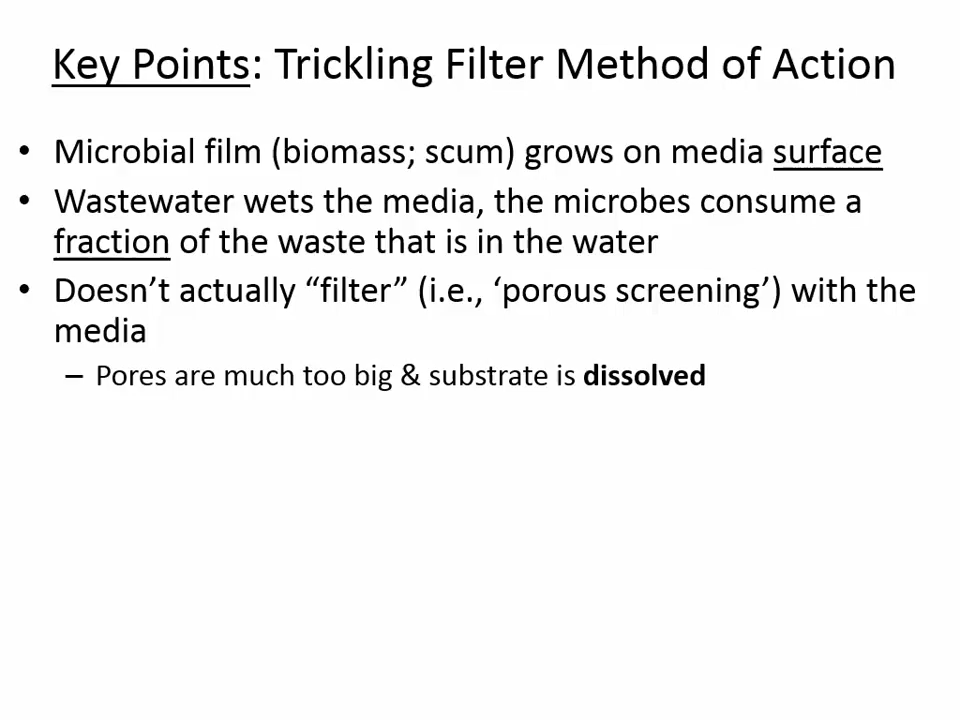 Key Points: Trickling Filter Method of Action
• Microbial film (biomass; scum) grows on media surface
• Wastewater wets the media, the microbes consume a
fraction of the waste that is in the water
• Doesn’t actually “filter” (i.e., ‘porous screening’) with the
media
– Pores are much too big & substrate is dissolved